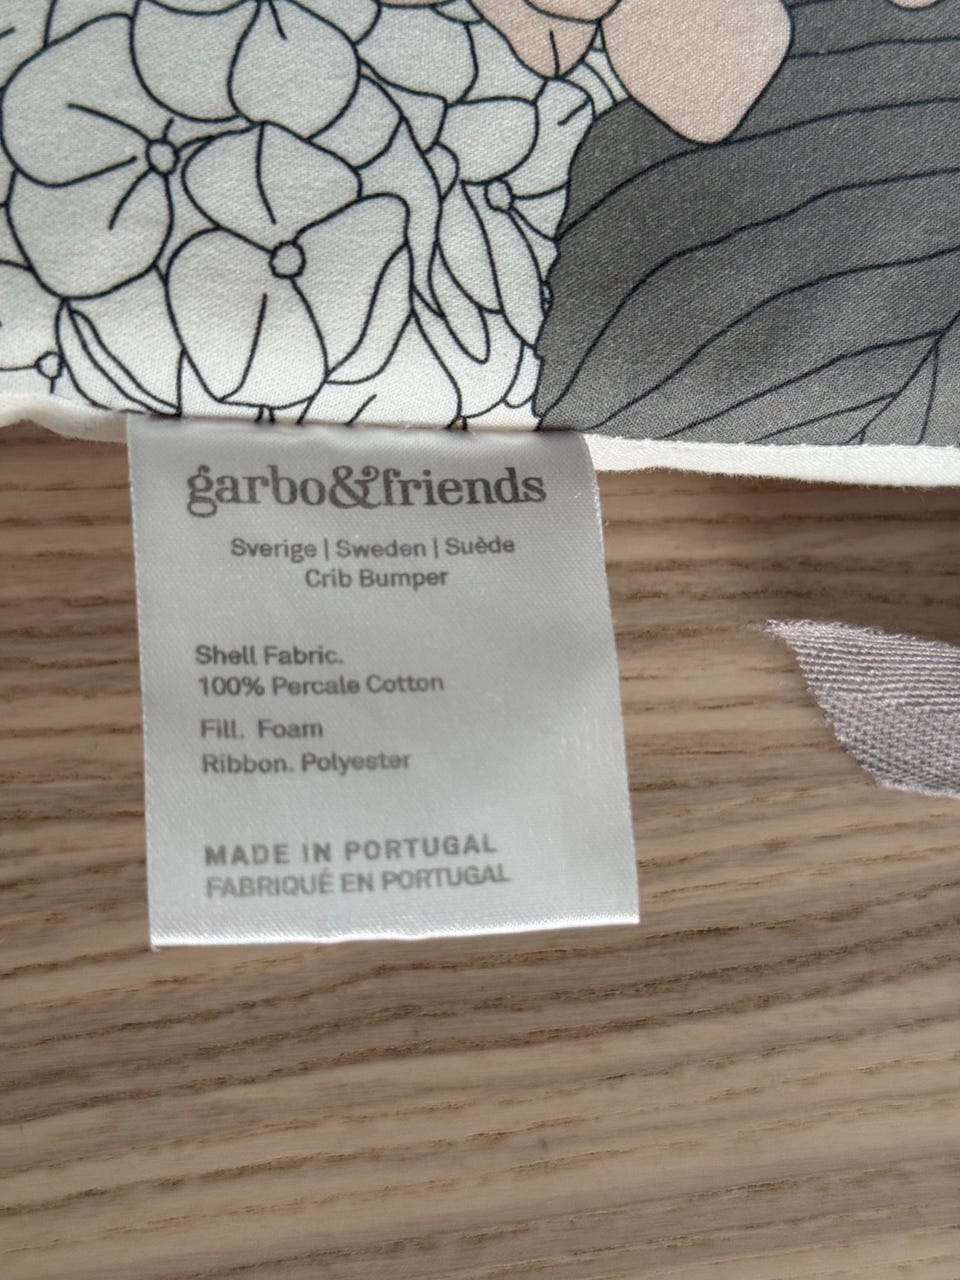 garbo&friends
Sverige | Sweden | Suède
Crib Bumper
Shell Fabric.
100% Percale Cotton
Fill. Foam
Ribbon. Polyester
MADE IN PORTUGAL
FABRIQUÉ EN PORTUGAL